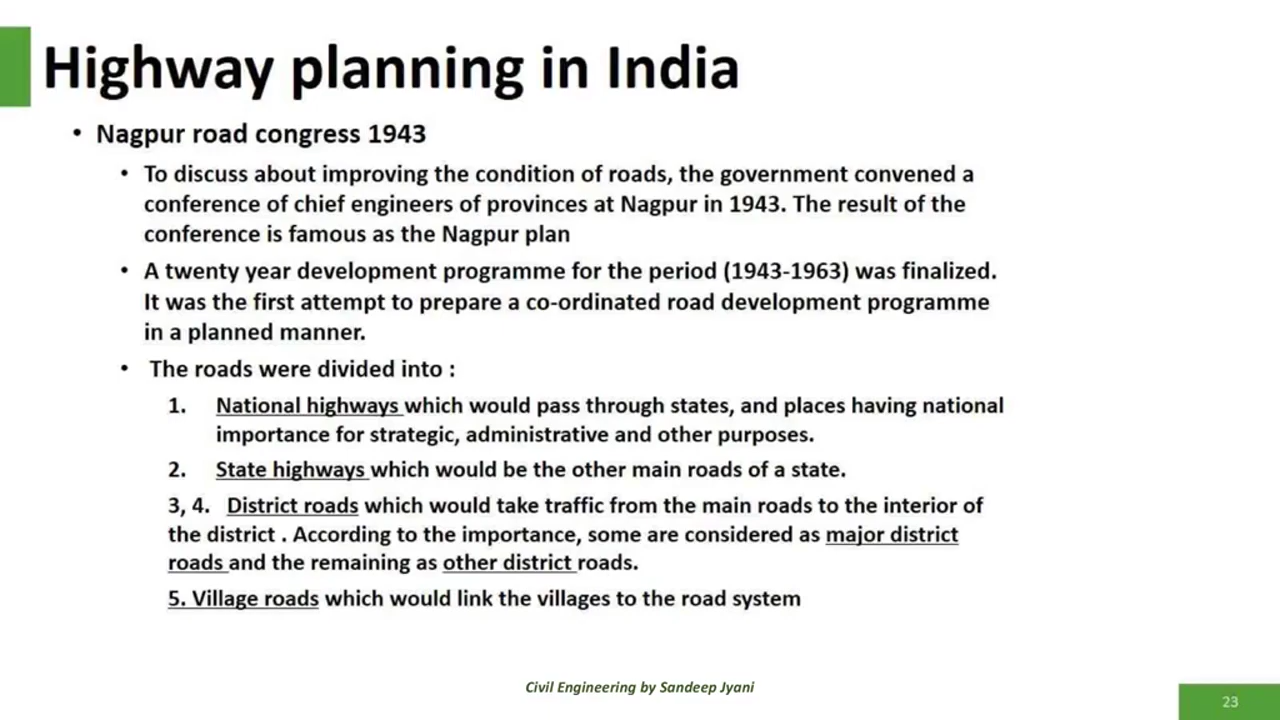 Highway planning in India
• Nagpur road congress 1943
• To discuss about improving the condition of roads, the government convened a
conference of chief engineers of provinces at Nagpur in 1943. The result of the
conference is famous as the Nagpur plan
• A twenty year development programme for the period (1943-1963) was finalized.
It was the first attempt to prepare a co-ordinated road development programme
in a planned manner.
• The roads were divided into :
1. National highways which would pass through states, and places having national
importance for strategic, administrative and other purposes.
2. State highways which would be the other main roads of a state.
3, 4. District roads which would take traffic from the main roads to the interior of
the district . According to the importance, some are considered as major district
roads and the remaining as other district roads.
5. Village roads which would link the villages to the road system
Civil Engineering by Sandeep Jyani
23